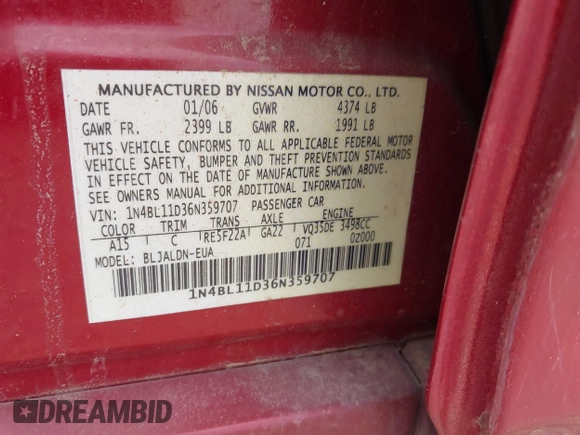 MANUFACTURED BY NISSAN MOTOR CO., LTD.
DATE 01/06 GVWR 4374 LB
GAWR FR. 2399 LB GAWR RR. 1991 LB
THIS VEHICLE CONFORMS TO ALL APPLICABLE FEDERAL MOTOR
VEHICLE SAFETY, BUMPER AND THEFT PREVENTION STANDARDS
IN EFFECT ON THE DATE OF MANUFACTURE SHOWN ABOVE.
SEE OWNERS MANUAL FOR ADDITIONAL INFORMATION.
VIN: 1N4BL11D36N359707 PASSENGER CAR
COLOR TRIM TRANS AXLE ENGINE
A15 C RE5F22A GA22 VQ35DE 3498CC
071 0Z000
MODEL: BLJALDN-EUA
1N4BL11D36N359707
DREAMBID